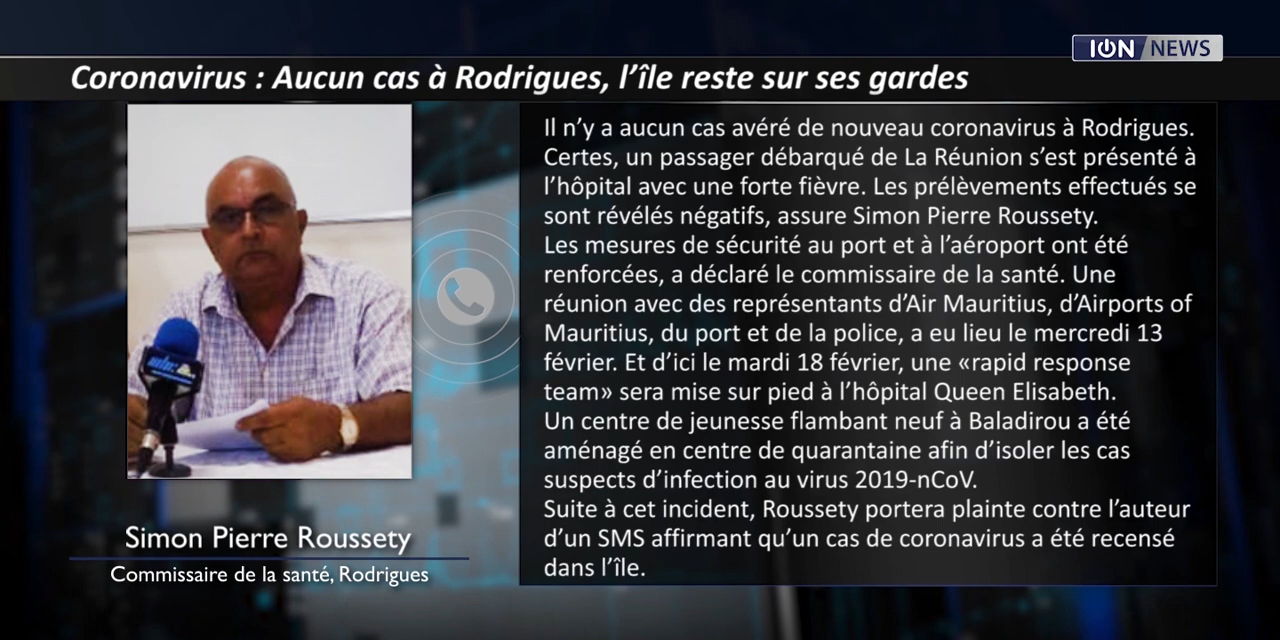 ION NEWS
Coronavirus : Aucun cas à Rodrigues, l’île reste sur ses gardes
Il n’y a aucun cas avéré de nouveau coronavirus à Rodrigues.
Certes, un passager débarqué de La Réunion s’est présenté à
l’hôpital avec une forte fièvre. Les prélèvements effectués se
sont révélés négatifs, assure Simon Pierre Roussety.
Les mesures de sécurité au port et à l’aéroport ont été
renforcées, a déclaré le commissaire de la santé. Une
réunion avec des représentants d’Air Mauritius, d’Airports of
Mauritius, du port et de la police, a eu lieu le mercredi 13
février. Et d’ici le mardi 18 février, une «rapid response
team» sera mise sur pied à l’hôpital Queen Elisabeth.
Un centre de jeunesse flambant neuf à Baladirou a été
aménagé en centre de quarantaine afin d’isoler les cas
suspects d’infection au virus 2019-nCoV.
Suite à cet incident, Roussety portera plainte contre l’auteur
d’un SMS affirmant qu’un cas de coronavirus a été recensé
dans l’île.
Simon Pierre Roussety
Commissaire de la santé, Rodrigues